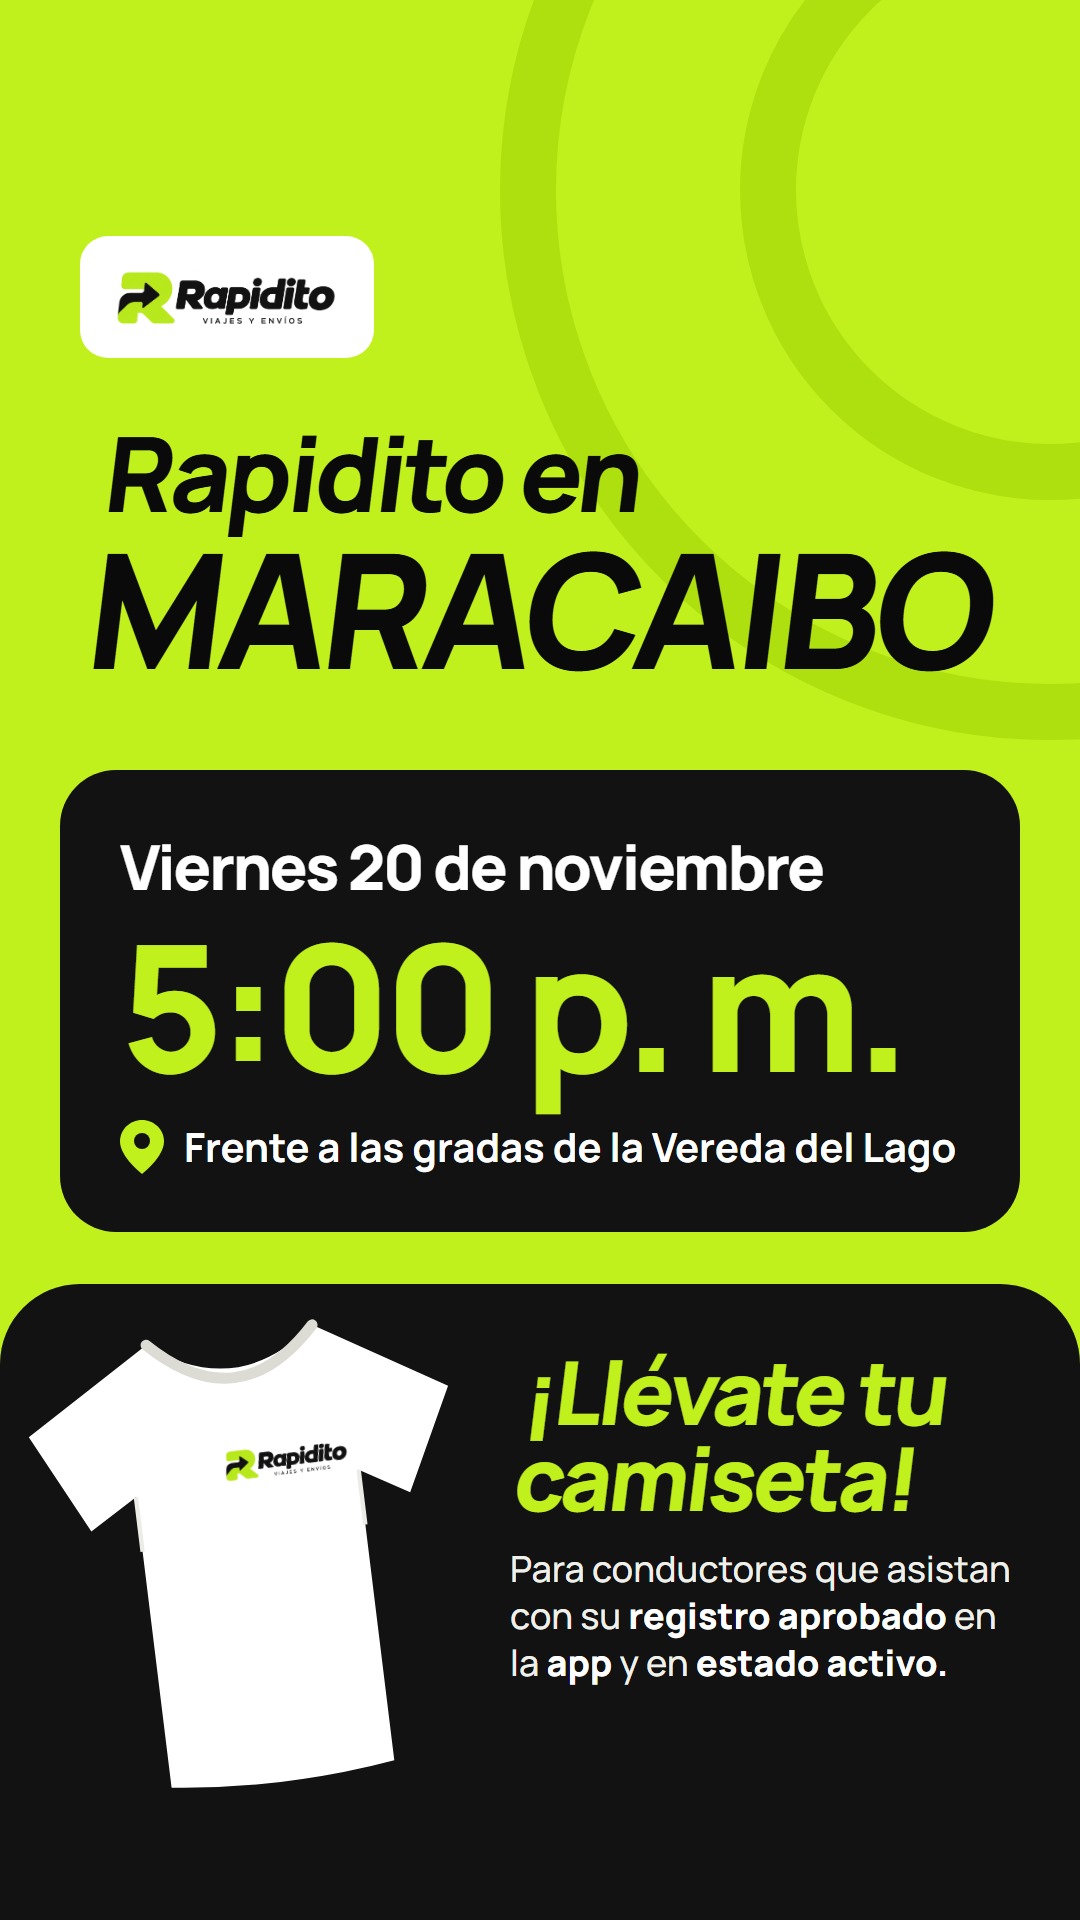 Rapidito
VIAJES Y ENVÍOS
Rapidito en
MARACAIBO
Viernes 20 de noviembre
5:00 p. m.
Frente a las gradas de la Vereda del Lago
Rapidito
VIAJES Y ENVÍOS
¡Llévate tu
camiseta!
Para conductores que asistan
con su registro aprobado en
la app y en estado activo.